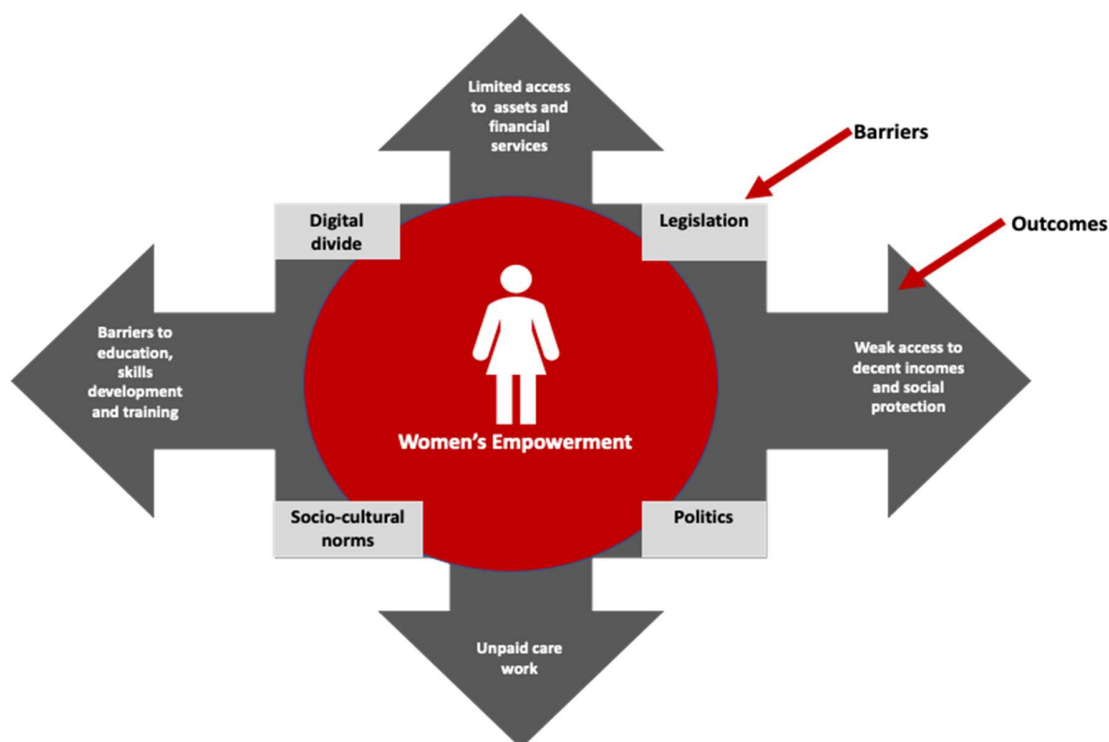 Limited access
to assets and
financial
services
Barriers
Digital
divide
Legislation
Outcomes
Barriers to
education,
skills
development
and training
Weak access to
decent incomes
and social
protection
Women's Empowerment
Socio-cultural
norms
Politics
Unpaid care
work